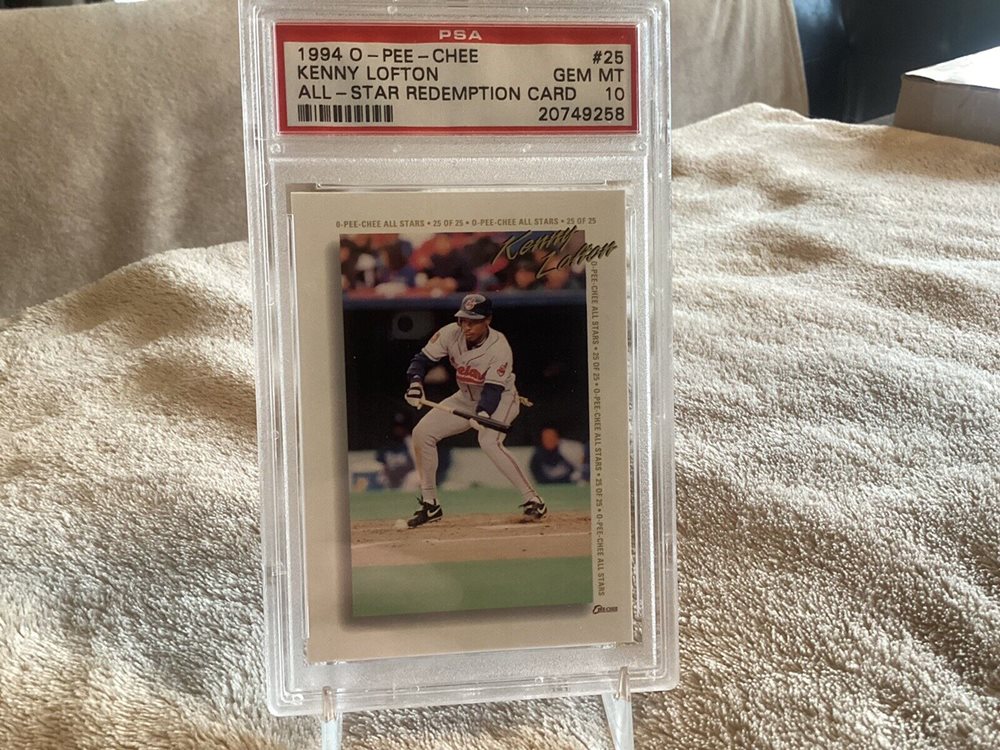 PSA
1994 O-PEE-CHEE #25
KENNY LOFTON GEM MT
ALL-STAR REDEMPTION CARD 10
20749258
O-PEE-CHEE ALL STARS • 25 OF 25 • O-PEE-CHEE ALL STARS • 25 OF 25
Kenny
Lofton
O-PEE-CHEE ALL STARS • 25 OF 25 • O-PEE-CHEE ALL STARS • 25 OF 25 • O-PEE-CHEE ALL STARS